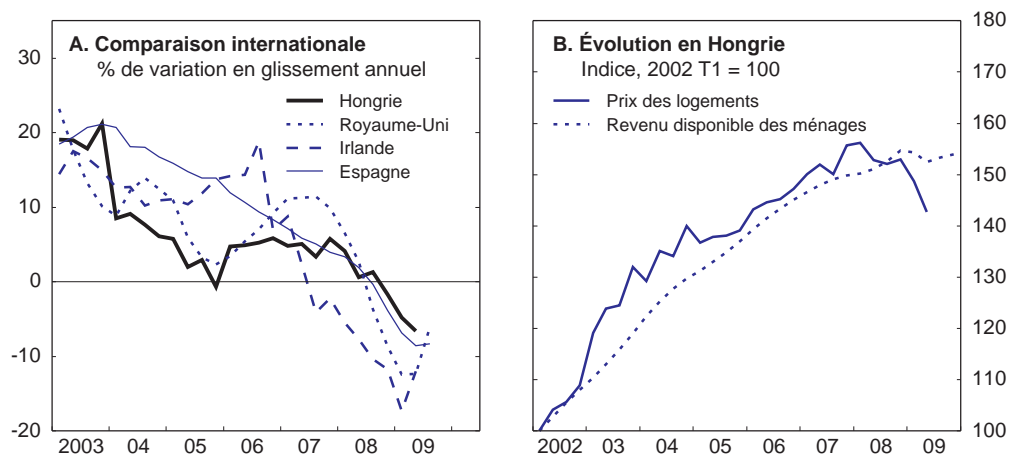 A. Comparaison internationale
% de variation en glissement annuel
Hongrie
Royaume-Uni
Irlande
Espagne
30
20
10
0
-10
-20
2003 04 05 06 07 08 09
B. Évolution en Hongrie
Indice, 2002 T1 = 100
Prix des logements
Revenu disponible des ménages
180
170
160
150
140
130
120
110
100
2002 03 04 05 06 07 08 09